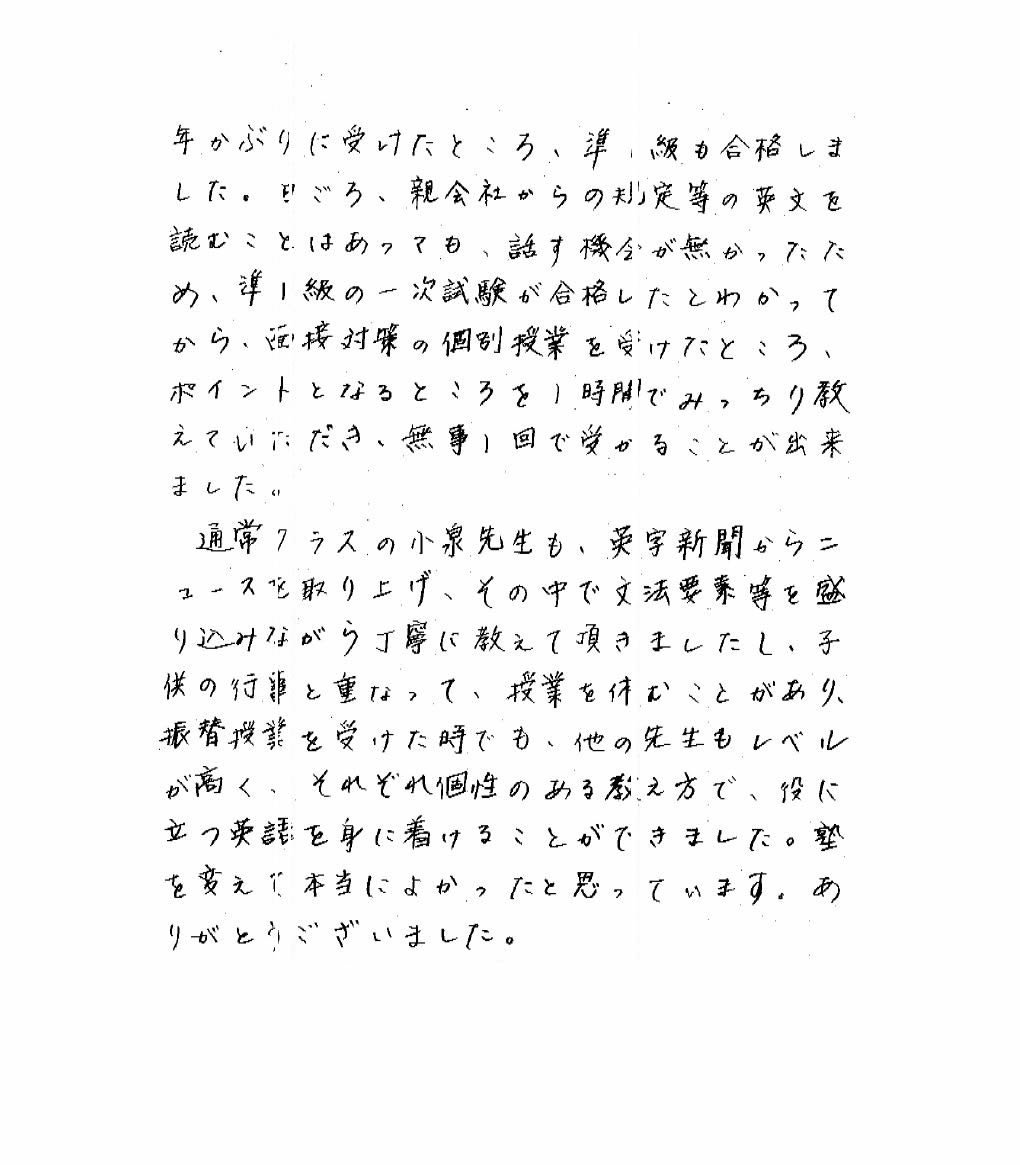 年かぶりに受けたところ、準1級も合格しま
した。日ごろ、親会社からの規定等の英文を
読むことはあっても、話す機会が無かったた
め、準1級の一次試験が合格したとわかって
から、面接対策の個別授業を受けたところ、
ポイントとなるところを1時間でみっちり教
えていただき、無事1回で受かることが出来
ました。
通常クラスの小泉先生も、英字新聞からニ
ュースを取り上げ、その中で文法要素等を盛
り込みながら丁寧に教えて頂きましたし、子
供の行事と重なって、授業を休むことがあり、
振替授業を受けた時でも、他の先生もレベル
が高く、それぞれ個性のある教え方で、役に
立つ英語を身に着けることができました。塾
を変えて本当によかったと思っています。あ
りがとうございました。